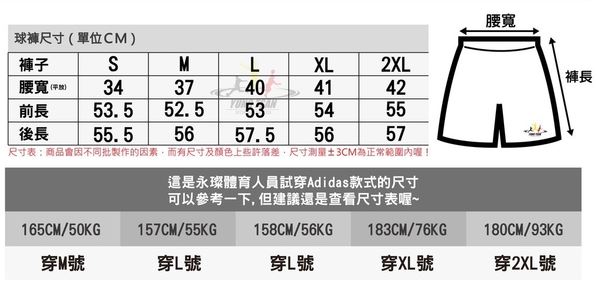 球褲尺寸(單位CM)
褲子 S M L XL 2XL
腰寬(平放) 34 37 40 41 42
前長 53.5 52.5 53 54 55
後長 55.5 56 57.5 56 57
尺寸表：商品會因不同批製作的因素，而有尺寸及顏色上些許落差，尺寸測量±3CM為正常範圍內喔！
腰寬
褲長
YUNG TSAN
這是永璨體育人員試穿Adidas款式的尺寸
可以參考一下,但建議還是查看尺寸表喔~
165CM/50KG 157CM/55KG 158CM/56KG 183CM/76KG 180CM/93KG
穿M號 穿L號 穿L號 穿XL號 穿2XL號